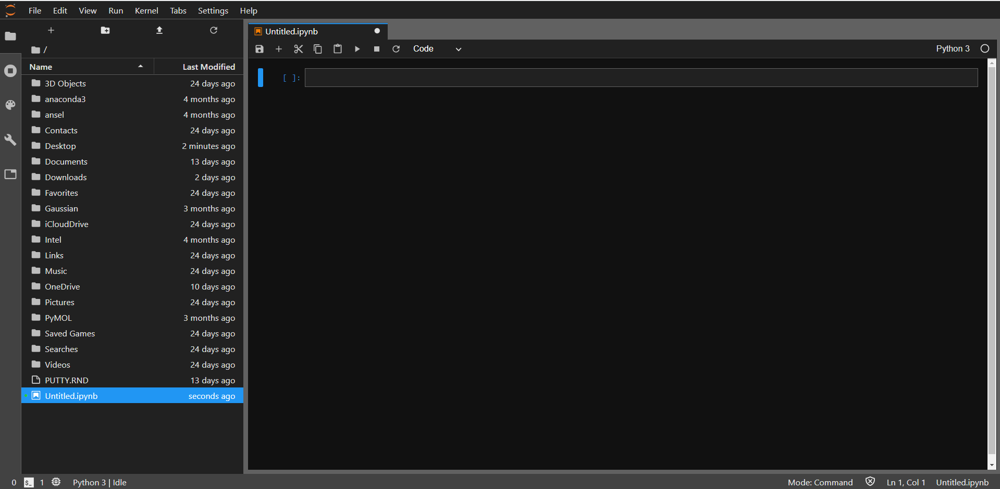 File Edit View Run Kernel Tabs Settings Help
Untitled.ipynb
/
Code
Python 3
Name Last Modified
[ ]:
3D Objects 24 days ago
anaconda3 4 months ago
ansel 4 months ago
Contacts 24 days ago
Desktop 2 minutes ago
Documents 13 days ago
Downloads 2 days ago
Favorites 24 days ago
Gaussian 3 months ago
iCloudDrive 24 days ago
Intel 4 months ago
Links 24 days ago
Music 24 days ago
OneDrive 10 days ago
Pictures 24 days ago
PyMOL 3 months ago
Saved Games 24 days ago
Searches 24 days ago
Videos 24 days ago
PUTTY.RND 13 days ago
Untitled.ipynb seconds ago
0 $_ 1 Python 3 | Idle Mode: Command Ln 1, Col 1 Untitled.ipynb